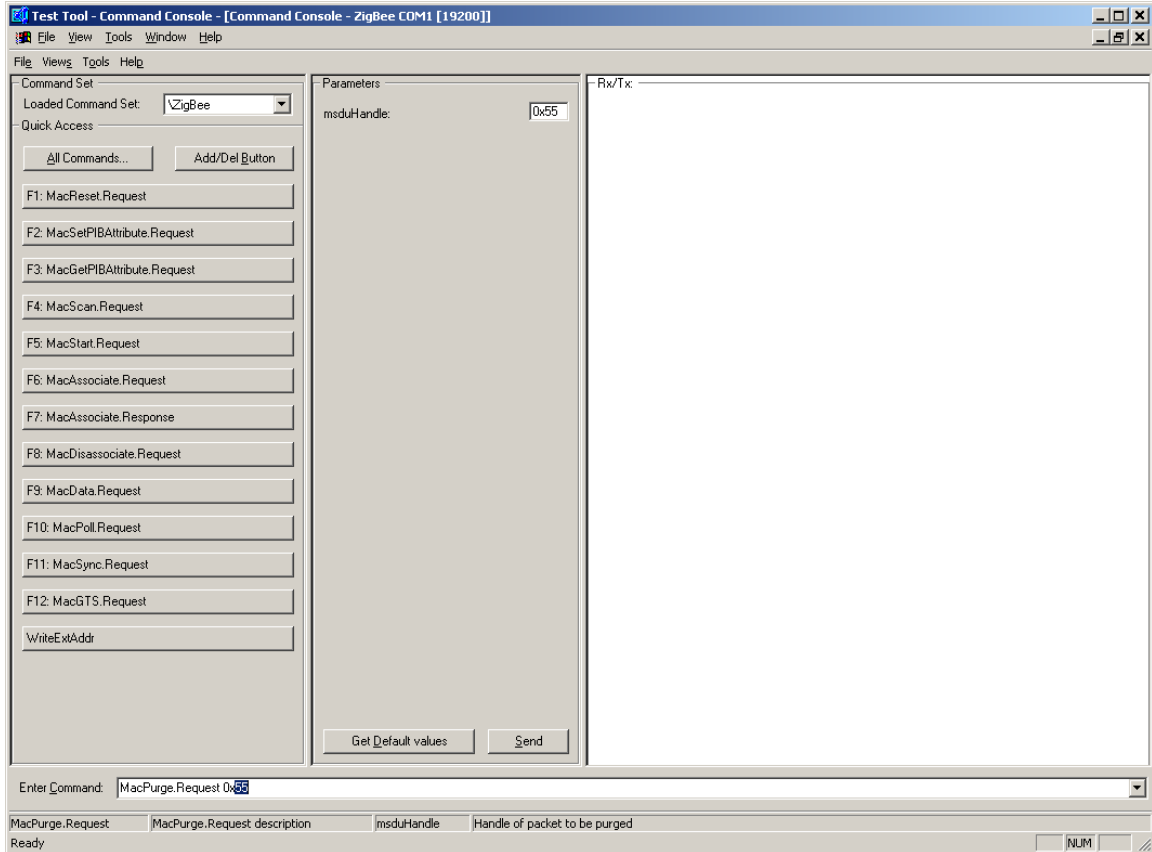 Test Tool - Command Console - [Command Console - ZigBee COM1 [19200]]
File View Tools Window Help
File Views Tools Help
Command Set
Loaded Command Set: \ZigBee
Quick Access
All Commands... Add/Del Button
F1: MacReset.Request
F2: MacSetPIBAttribute.Request
F3: MacGetPIBAttribute.Request
F4: MacScan.Request
F5: MacStart.Request
F6: MacAssociate.Request
F7: MacAssociate.Response
F8: MacDisassociate.Request
F9: MacData.Request
F10: MacPoll.Request
F11: MacSync.Request
F12: MacGTS.Request
WriteExtAddr
Parameters
msduHandle: 0x55
Get Default values Send
Rx/Tx:
Enter Command: MacPurge.Request 0x55
MacPurge.Request MacPurge.Request description msduHandle Handle of packet to be purged
Ready NUM